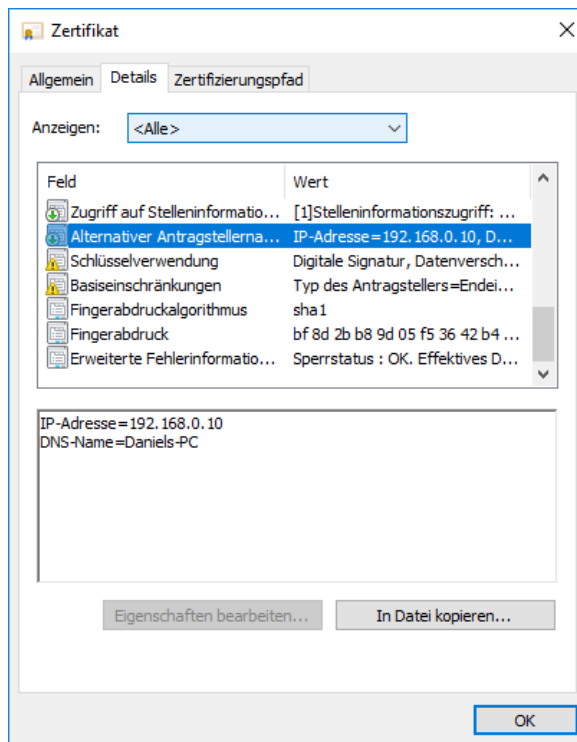 Zertifikat
Allgemein Details Zertifizierungspfad
Anzeigen: <Alle>
Feld Wert
Zugriff auf Stelleninformatio... [1]Stelleninformationszugriff: ...
Alternativer Antragstellerna... IP-Adresse=192.168.0.10, D...
Schlüsselverwendung Digitale Signatur, Datenversch...
Basiseinschränkungen Typ des Antragstellers=Endei...
Fingerabdruckalgorithmus sha1
Fingerabdruck bf 8d 2b b8 9d 05 f5 36 42 b4 ...
Erweiterte Fehlerinformatio... Sperrstatus : OK. Effektives D...
IP-Adresse=192.168.0.10
DNS-Name=Daniels-PC
Eigenschaften bearbeiten... In Datei kopieren...
OK